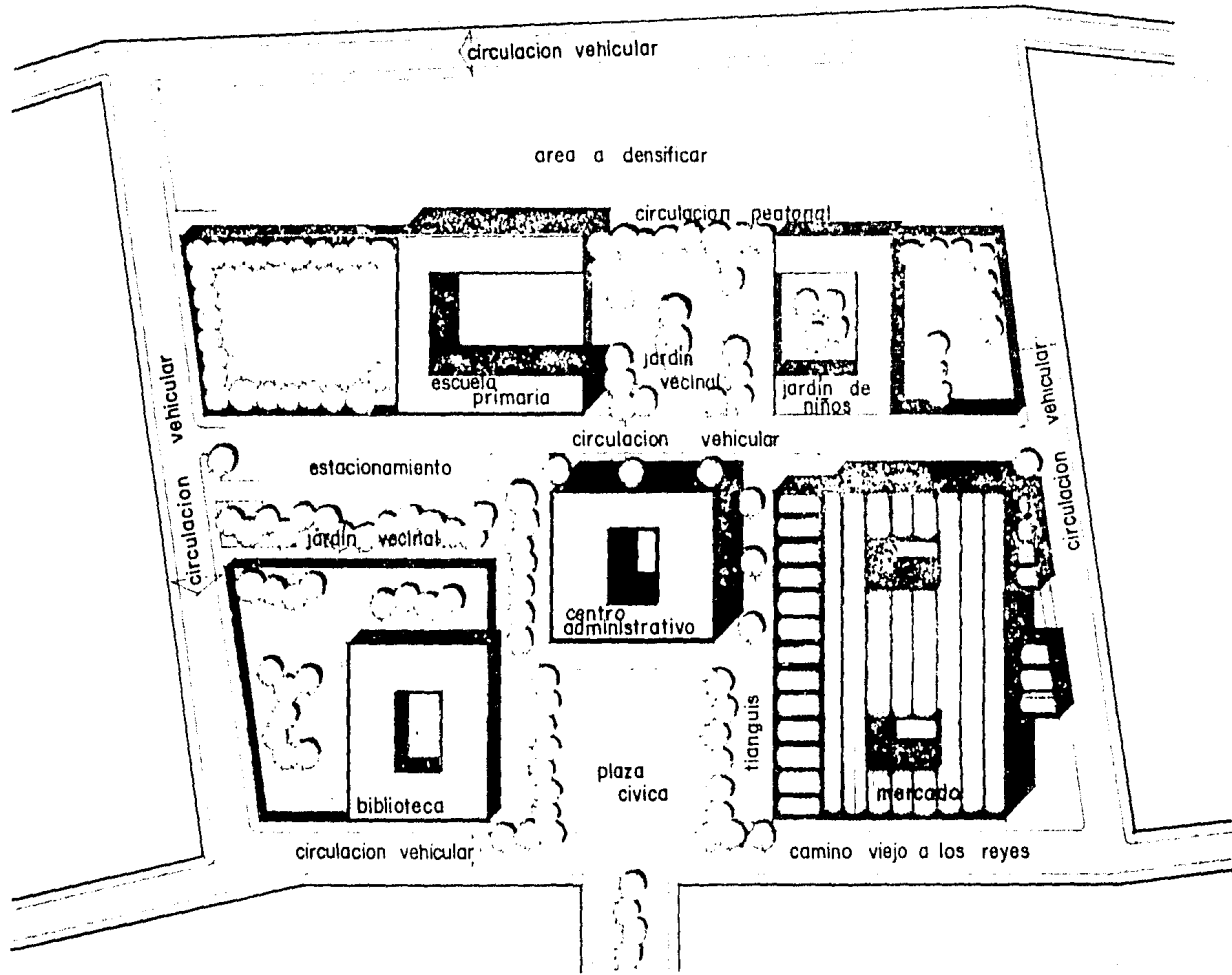 circulacion vehicular
area a densificar
circulacion peatonal
escuela
primaria
jardin
vecinal
jardin de
niños
circulacion vehicular
circulacion vehicular
circulacion vehicular
estacionamiento
jardin vecinal
centro
administrativo
tianguis
plaza
civica
biblioteca
mercado
circulacion vehicular
camino viejo a los reyes